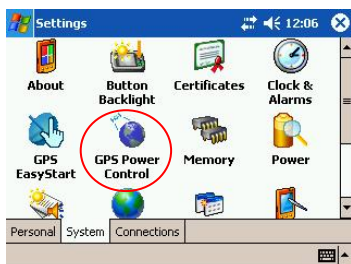 Settings 12:06
About Button Backlight Certificates Clock & Alarms
GPS EasyStart GPS Power Control Memory Power
Personal System Connections